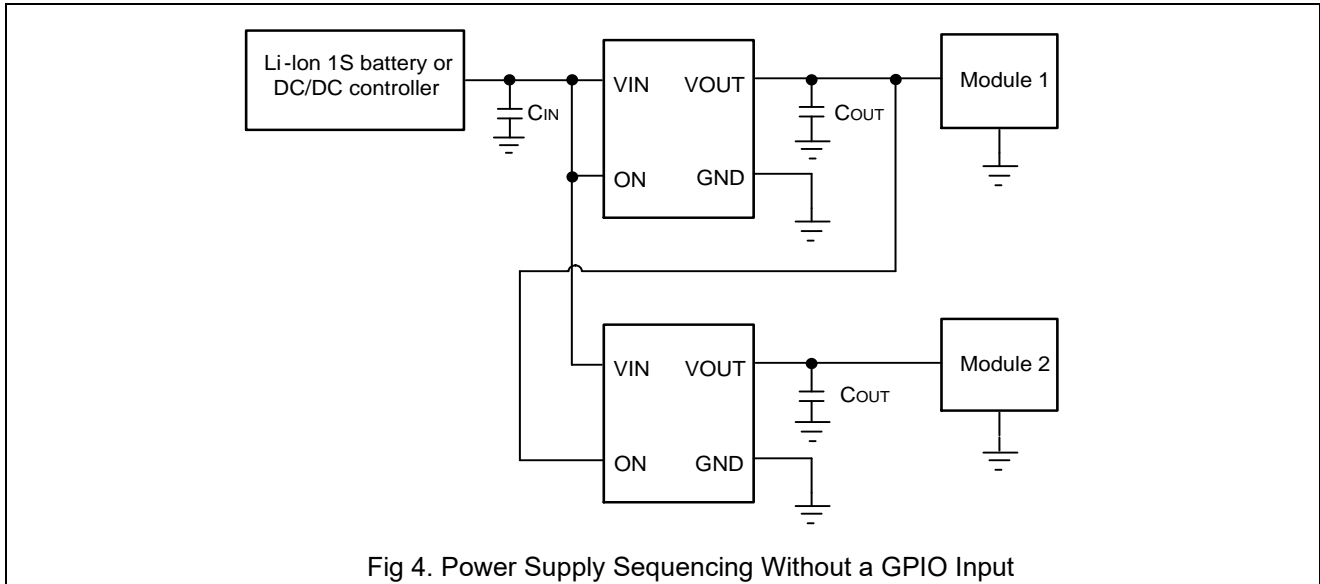 Li-Ion 1S battery or
DC/DC controller
CIN
VIN
VOUT
ON
GND
COUT
Module 1
VIN
VOUT
ON
GND
COUT
Module 2
Fig 4. Power Supply Sequencing Without a GPIO Input